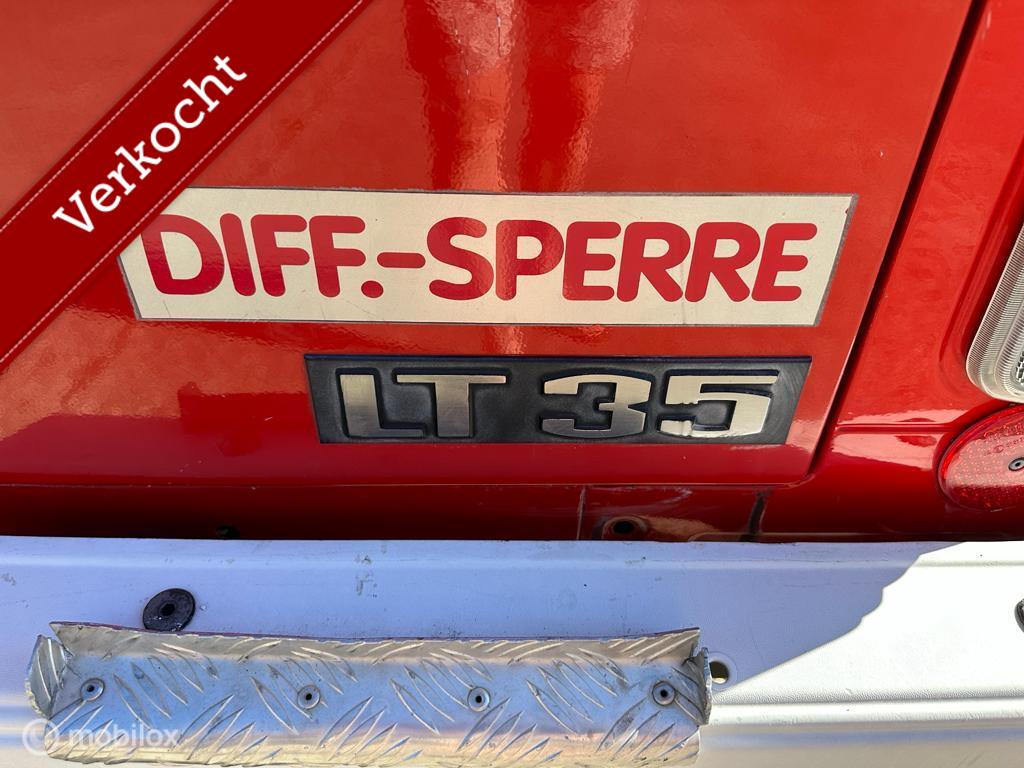 Verkocht
DIFF.-SPERRE
LT 35
mobilox